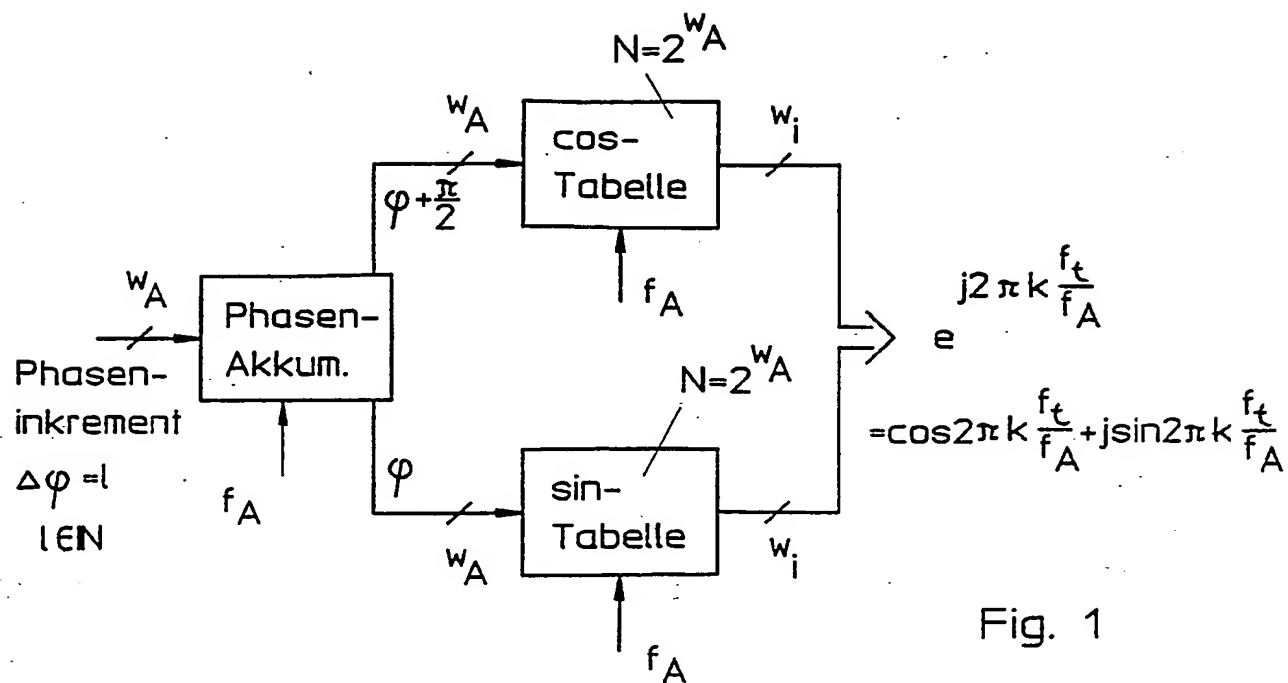 N=2^{w_A}
w_A
cos-
Tabelle
w_i
φ+π/2
f_A
w_A
Phasen-
Akkum.
Phasen-
inkrement
Δφ=l
l∈ℕ
f_A
e^{j2πk f_t/f_A}
=cos2πk f_t/f_A+jsin2πk f_t/f_A
N=2^{w_A}
φ
w_A
sin-
Tabelle
w_i
f_A
Fig. 1